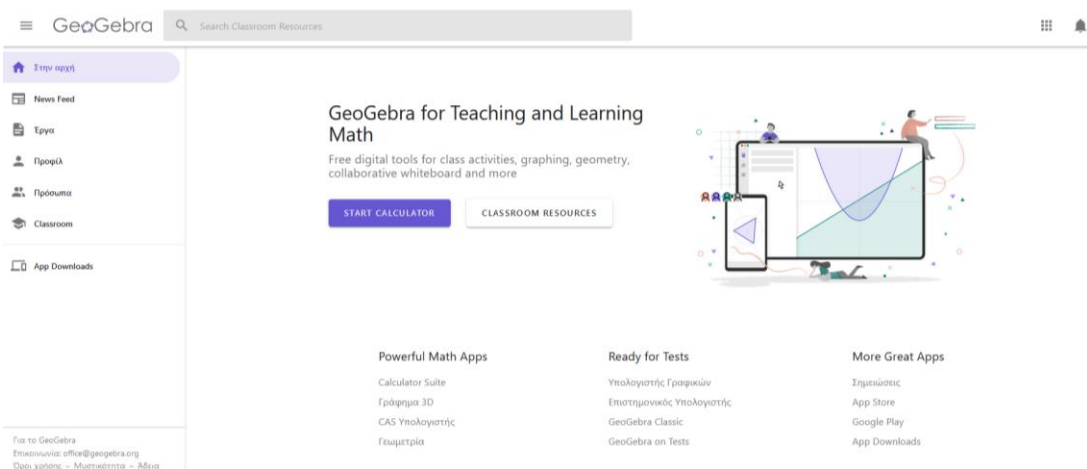 GeoGebra
Search Classroom Resources
Στην αρχή
News Feed
Έργα
Προφίλ
Πρόσωπα
Classroom
App Downloads
GeoGebra for Teaching and Learning
Math
Free digital tools for class activities, graphing, geometry,
collaborative whiteboard and more
START CALCULATOR
CLASSROOM RESOURCES
Powerful Math Apps
Calculator Suite
Γράφημα 3D
CAS Υπολογιστής
Γεωμετρία
Ready for Tests
Υπολογιστής Γραφικών
Επιστημονικός Υπολογιστής
GeoGebra Classic
GeoGebra on Tests
More Great Apps
Σημειώσεις
App Store
Google Play
App Downloads
Για το GeoGebra
Επικοινωνία: office@geogebra.org
Όροι χρήσης – Μυστικότητα – Άδεια